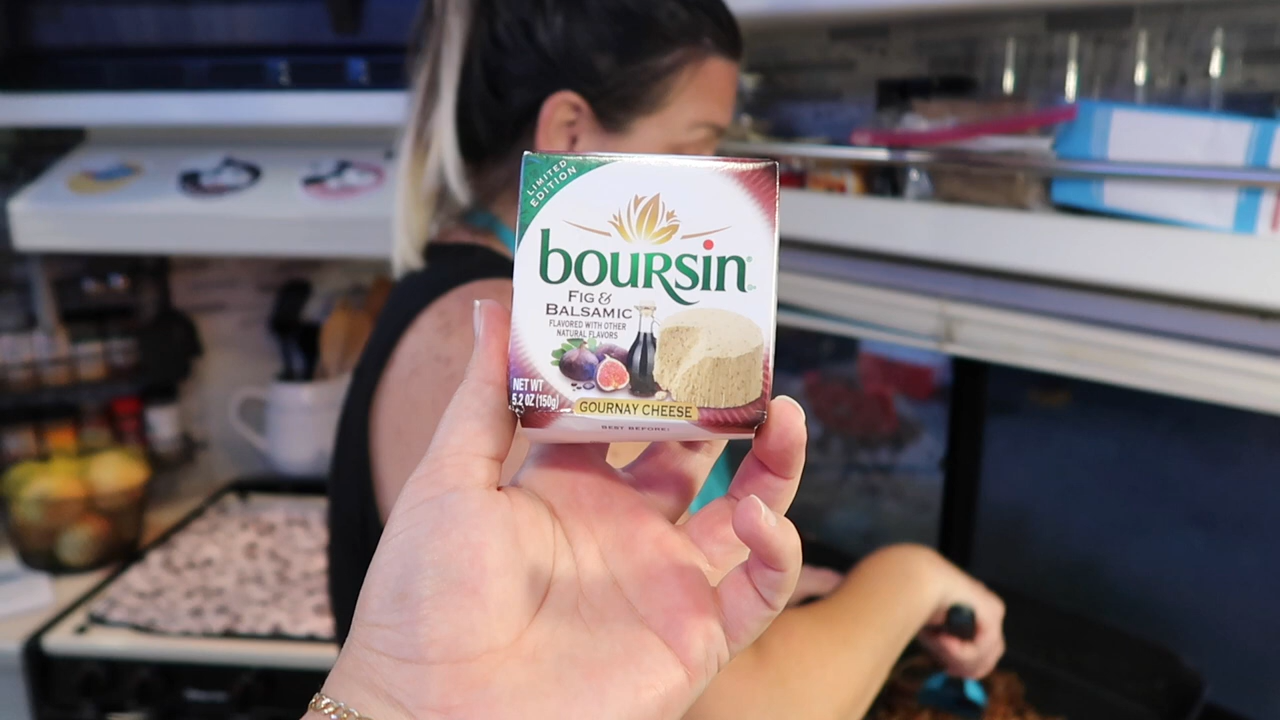 LIMITED
EDITION
boursin®
FIG &
BALSAMIC
FLAVORED WITH OTHER
NATURAL FLAVORS
NET WT
5.2 OZ (150g)
GOURNAY CHEESE
BEST BEFORE: